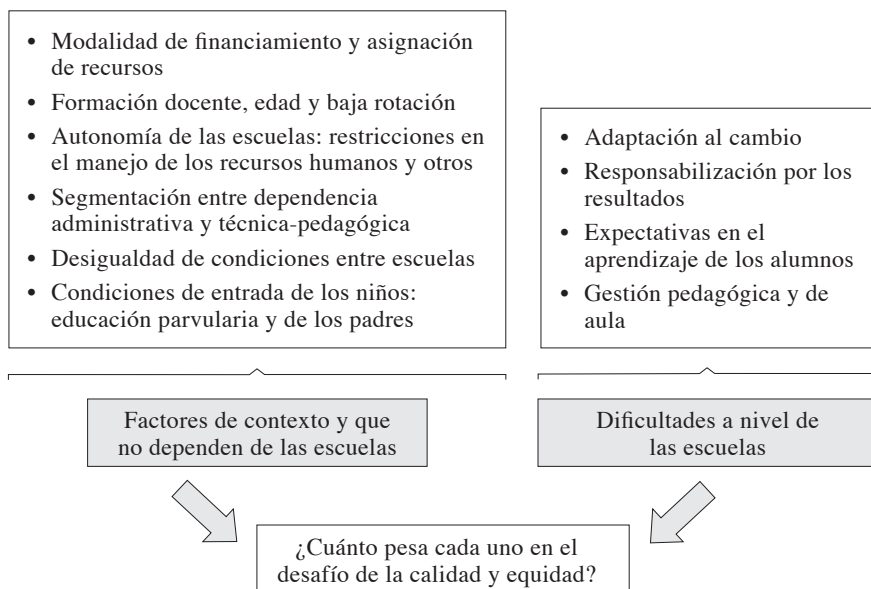 • Modalidad de financiamiento y asignación
de recursos
• Formación docente, edad y baja rotación
• Autonomía de las escuelas: restricciones en
el manejo de los recursos humanos y otros
• Segmentación entre dependencia
administrativa y técnica-pedagógica
• Desigualdad de condiciones entre escuelas
• Condiciones de entrada de los niños:
educación parvularia y de los padres
• Adaptación al cambio
• Responsabilización por los
resultados
• Expectativas en el
aprendizaje de los alumnos
• Gestión pedagógica y de
aula
Factores de contexto y que
no dependen de las escuelas
Dificultades a nivel de
las escuelas
¿Cuánto pesa cada uno en el
desafío de la calidad y equidad?